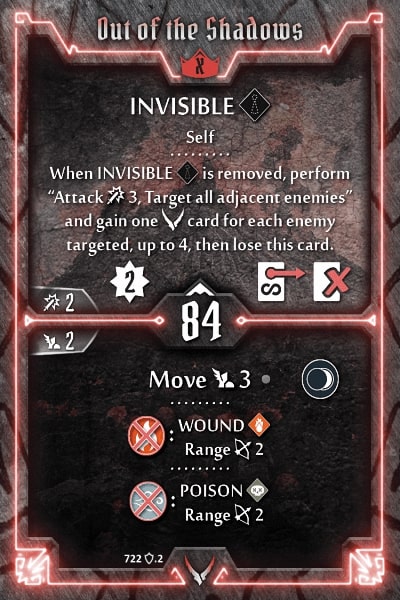 Out of the Shadows
X
INVISIBLE
Self
When INVISIBLE is removed, perform
“Attack 3, Target all adjacent enemies”
and gain one card for each enemy
targeted, up to 4, then lose this card.
2
2
84
2
Move 3
: WOUND
Range 2
: POISON
Range 2
722 .2